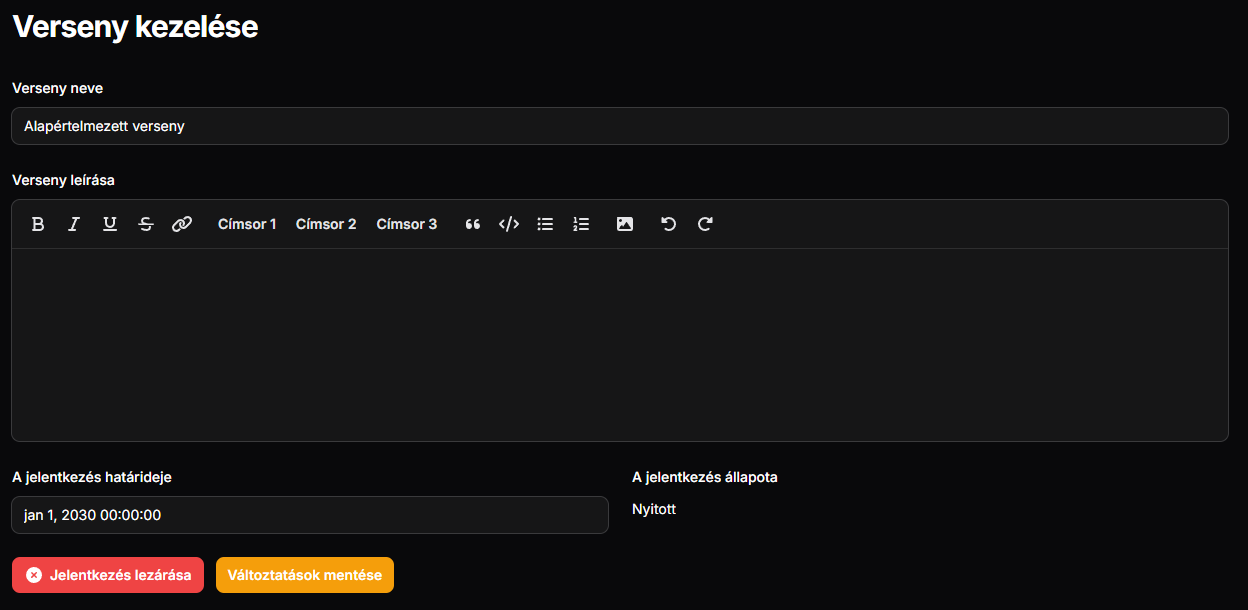 Verseny kezelése
Verseny neve
Alapértelmezett verseny
Verseny leírása
B I U S Címsor 1 Címsor 2 Címsor 3
A jelentkezés határideje
jan 1, 2030 00:00:00
A jelentkezés állapota
Nyitott
Jelentkezés lezárása
Változtatások mentése